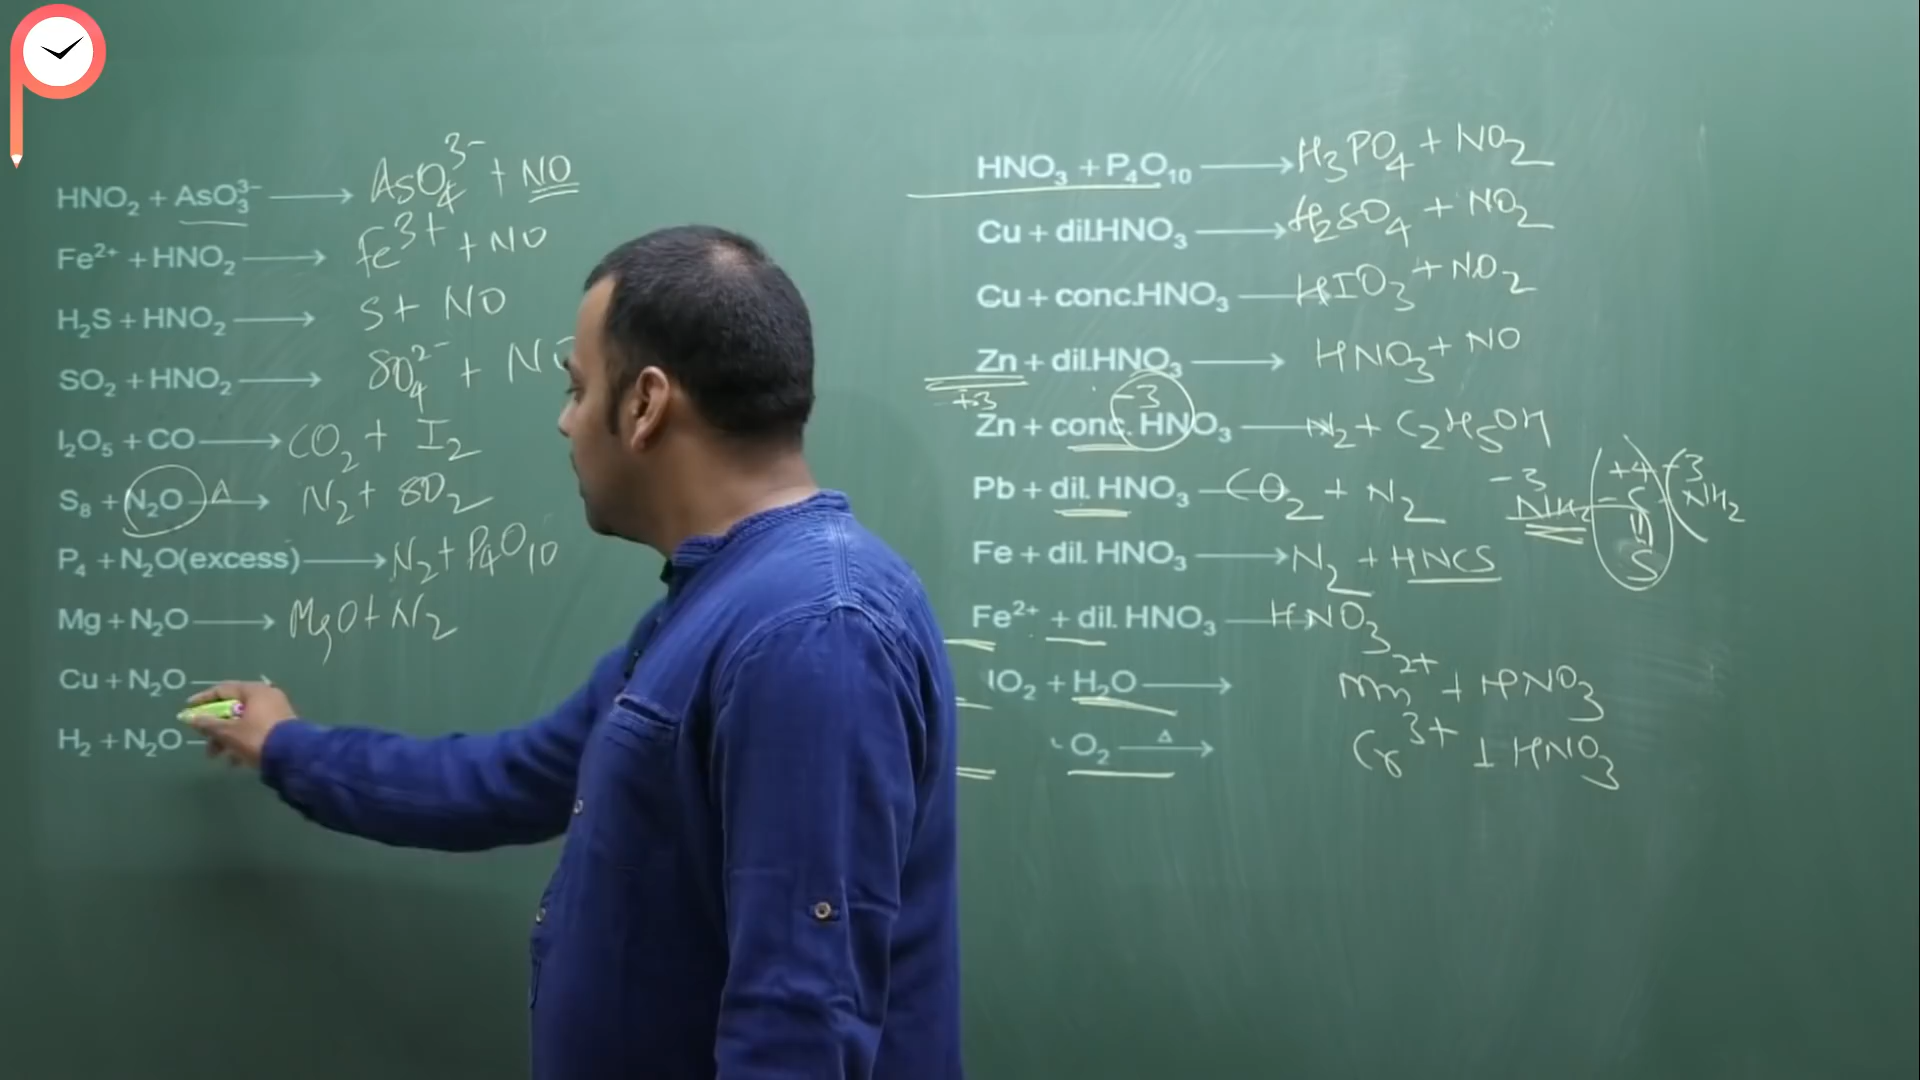 HNO₂ + AsO₃³⁻ ⟶ AsO₄³⁻ + NO
Fe²⁺ + HNO₂ ⟶ Fe³⁺ + NO
H₂S + HNO₂ ⟶ S + NO
SO₂ + HNO₂ ⟶ SO₄²⁻ +
I₂O₅ + CO ⟶ CO₂ + I₂
S₈ + N₂O Δ⟶ N₂ + SO₂
P₄ + N₂O(excess) ⟶ N₂ + P₄O₁₀
Mg + N₂O ⟶ MgO + N₂
Cu + N₂O ⟶
H₂ + N₂O
HNO₃ + P₄O₁₀ ⟶ H₃PO₄ + NO₂
Cu + dil.HNO₃ ⟶ H₂SO₄ + NO₂
Cu + conc.HNO₃ ⟶ HIO₃ + NO₂
Zn + dil.HNO₃ ⟶ HNO₃ + NO
+3 -3
Zn + conc. HNO₃ ⟶ N₂ + C₂H₅OH
Pb + dil. HNO₃ ⟶ CO₂ + N₂
-3 +4 -3
NH₂ - C - NH₂
S
Fe + dil. HNO₃ ⟶ N₂ + HNCS
Fe²⁺ + dil. HNO₃ ⟶ HNO₃
IO₂ + H₂O ⟶ Mn²⁺ + HNO₃
O₂ Δ⟶ Cr³⁺ + HNO₃